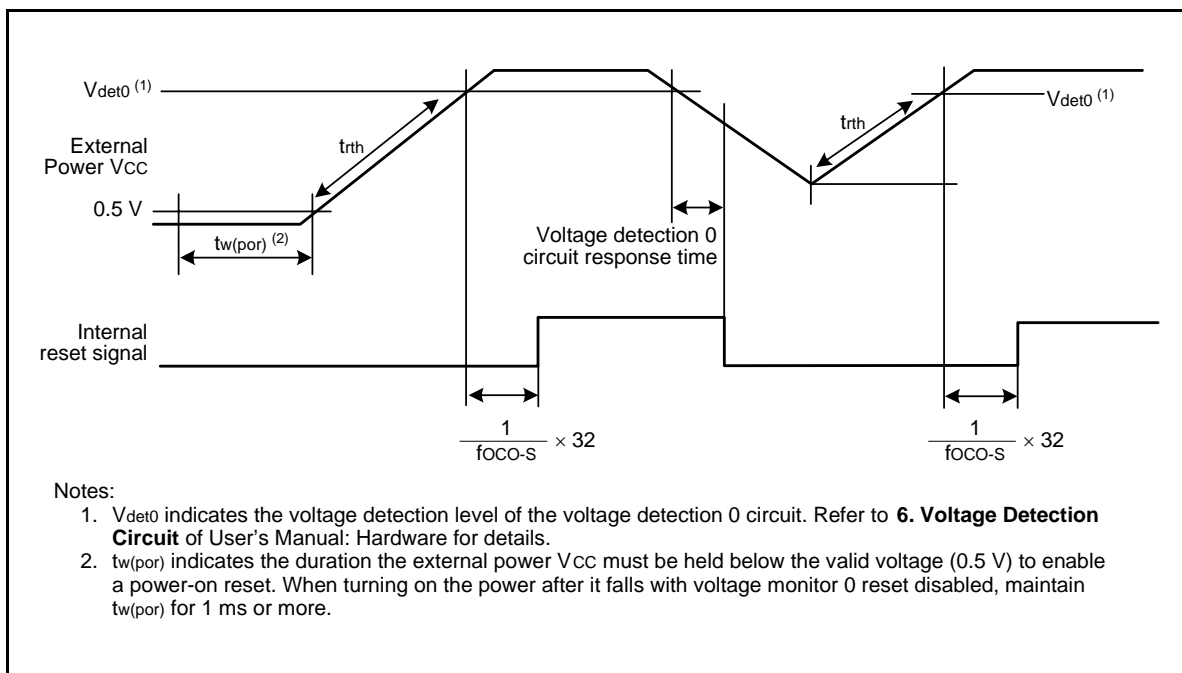 Vdet0 (1)
trth
External
Power VCC
0.5 V
tw(por) (2)
Voltage detection 0
circuit response time
trth
Vdet0 (1)
Internal
reset signal
1
fOCO-S
× 32
1
fOCO-S
× 32
Notes:
1. Vdet0 indicates the voltage detection level of the voltage detection 0 circuit. Refer to 6. Voltage Detection
Circuit of User's Manual: Hardware for details.
2. tw(por) indicates the duration the external power VCC must be held below the valid voltage (0.5 V) to enable
a power-on reset. When turning on the power after it falls with voltage monitor 0 reset disabled, maintain
tw(por) for 1 ms or more.